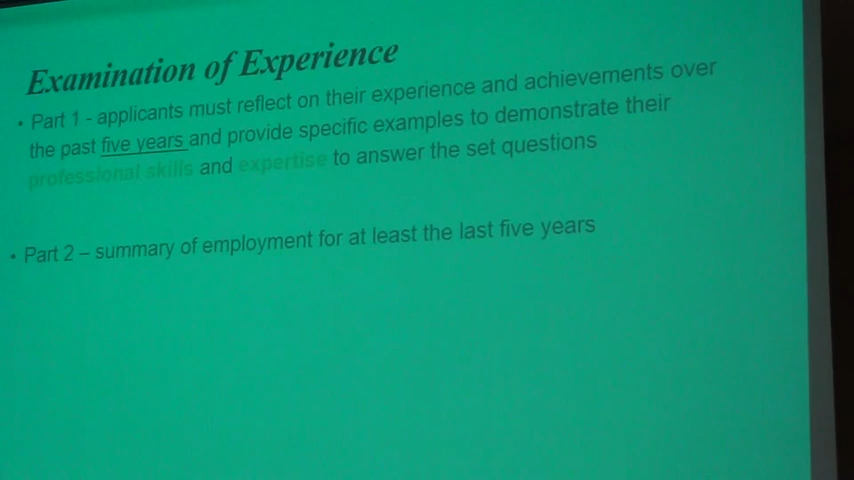 Examination of Experience
• Part 1 - applicants must reflect on their experience and achievements over
the past five years and provide specific examples to demonstrate their
professional skills and expertise to answer the set questions
• Part 2 – summary of employment for at least the last five years